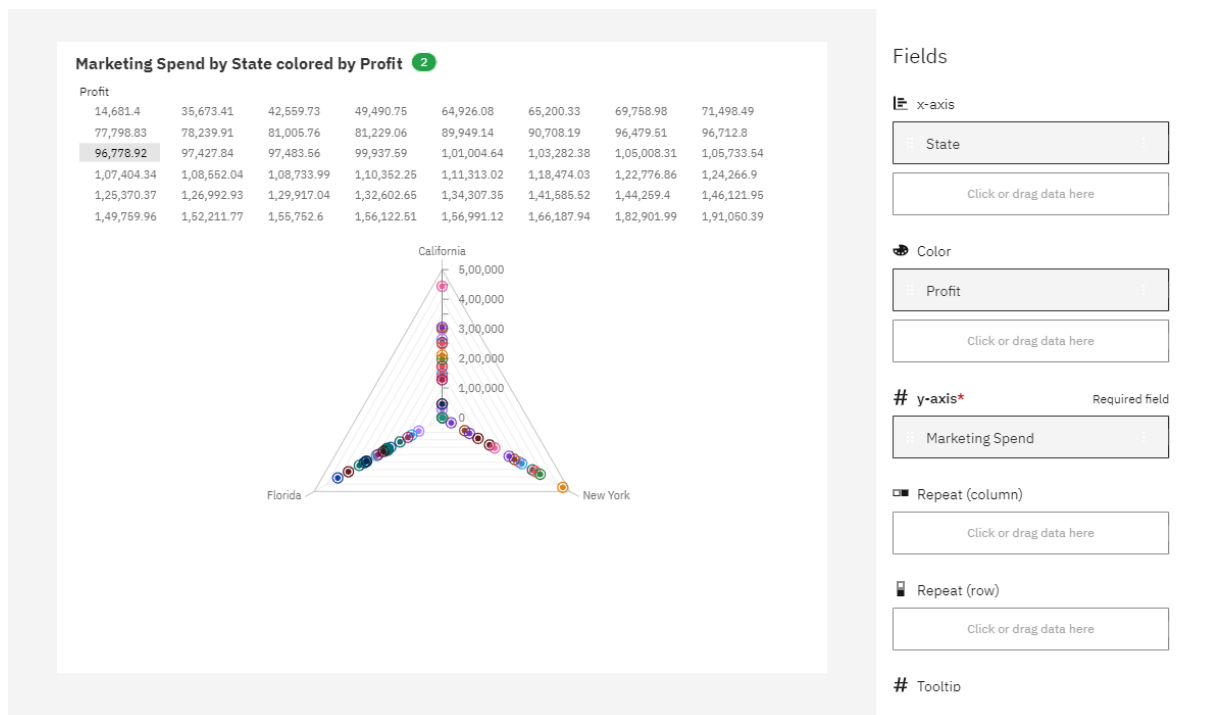 Marketing Spend by State colored by Profit 2
Profit
14,681.4 35,673.41 42,559.73 49,490.75 64,926.08 65,200.33 69,758.98 71,498.49
77,798.83 78,239.91 81,005.76 81,229.06 89,949.14 90,708.19 96,479.51 96,712.8
96,778.92 97,427.84 97,483.56 99,937.59 1,01,004.64 1,03,282.38 1,05,008.31 1,05,733.54
1,07,404.34 1,08,552.04 1,08,733.99 1,10,352.25 1,11,313.02 1,18,474.03 1,22,776.86 1,24,266.9
1,25,370.37 1,26,992.93 1,29,917.04 1,32,602.65 1,34,307.35 1,41,585.52 1,44,259.4 1,46,121.95
1,49,759.96 1,52,211.77 1,55,752.6 1,56,122.51 1,56,991.12 1,66,187.94 1,82,901.99 1,91,050.39
California
5,00,000
4,00,000
3,00,000
2,00,000
1,00,000
0
Florida
New York
Fields
x-axis
State
Click or drag data here
Color
Profit
Click or drag data here
# y-axis* Required field
Marketing Spend
Repeat (column)
Click or drag data here
Repeat (row)
Click or drag data here
# Tooltip